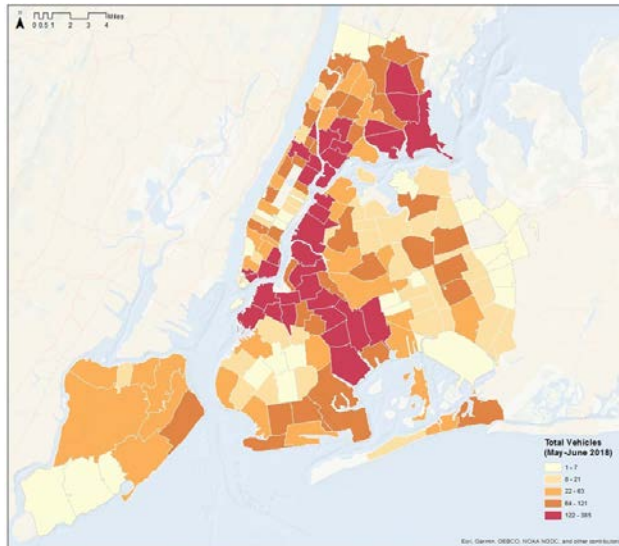 N
0 0.5 1 2 3 4
Miles
Total Vehicles
(May-June 2018)
1 - 7
8 - 21
22 - 63
64 - 121
122 - 385
Esri, Garmin, GEBCO, NOAA NGDC, and other contributors